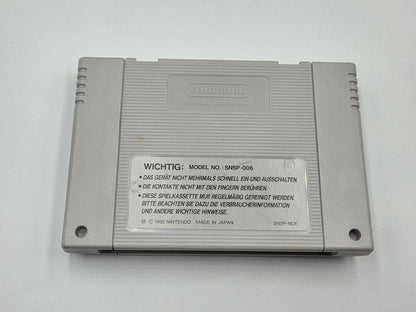 Nintendo
WICHTIG: MODEL NO.: SNSP-006
• DAS GERÄT NICHT MEHRMALS SCHNELL EIN-UND AUSSCHALTEN.
• DIE KONTAKTE NICHT MIT DEN FINGERN BERÜHREN.
• DIESE SPIELKASSETTE MUß REGELMÄßIG GEREINIGT WERDEN.
BITTE BEACHTEN SIE DAZU DIE VERBRAUCHERINFORMATION
UND ANDERE WICHTIGE HINWEISE.
© 1992 NINTENDO MADE IN JAPAN SNSP-NOE